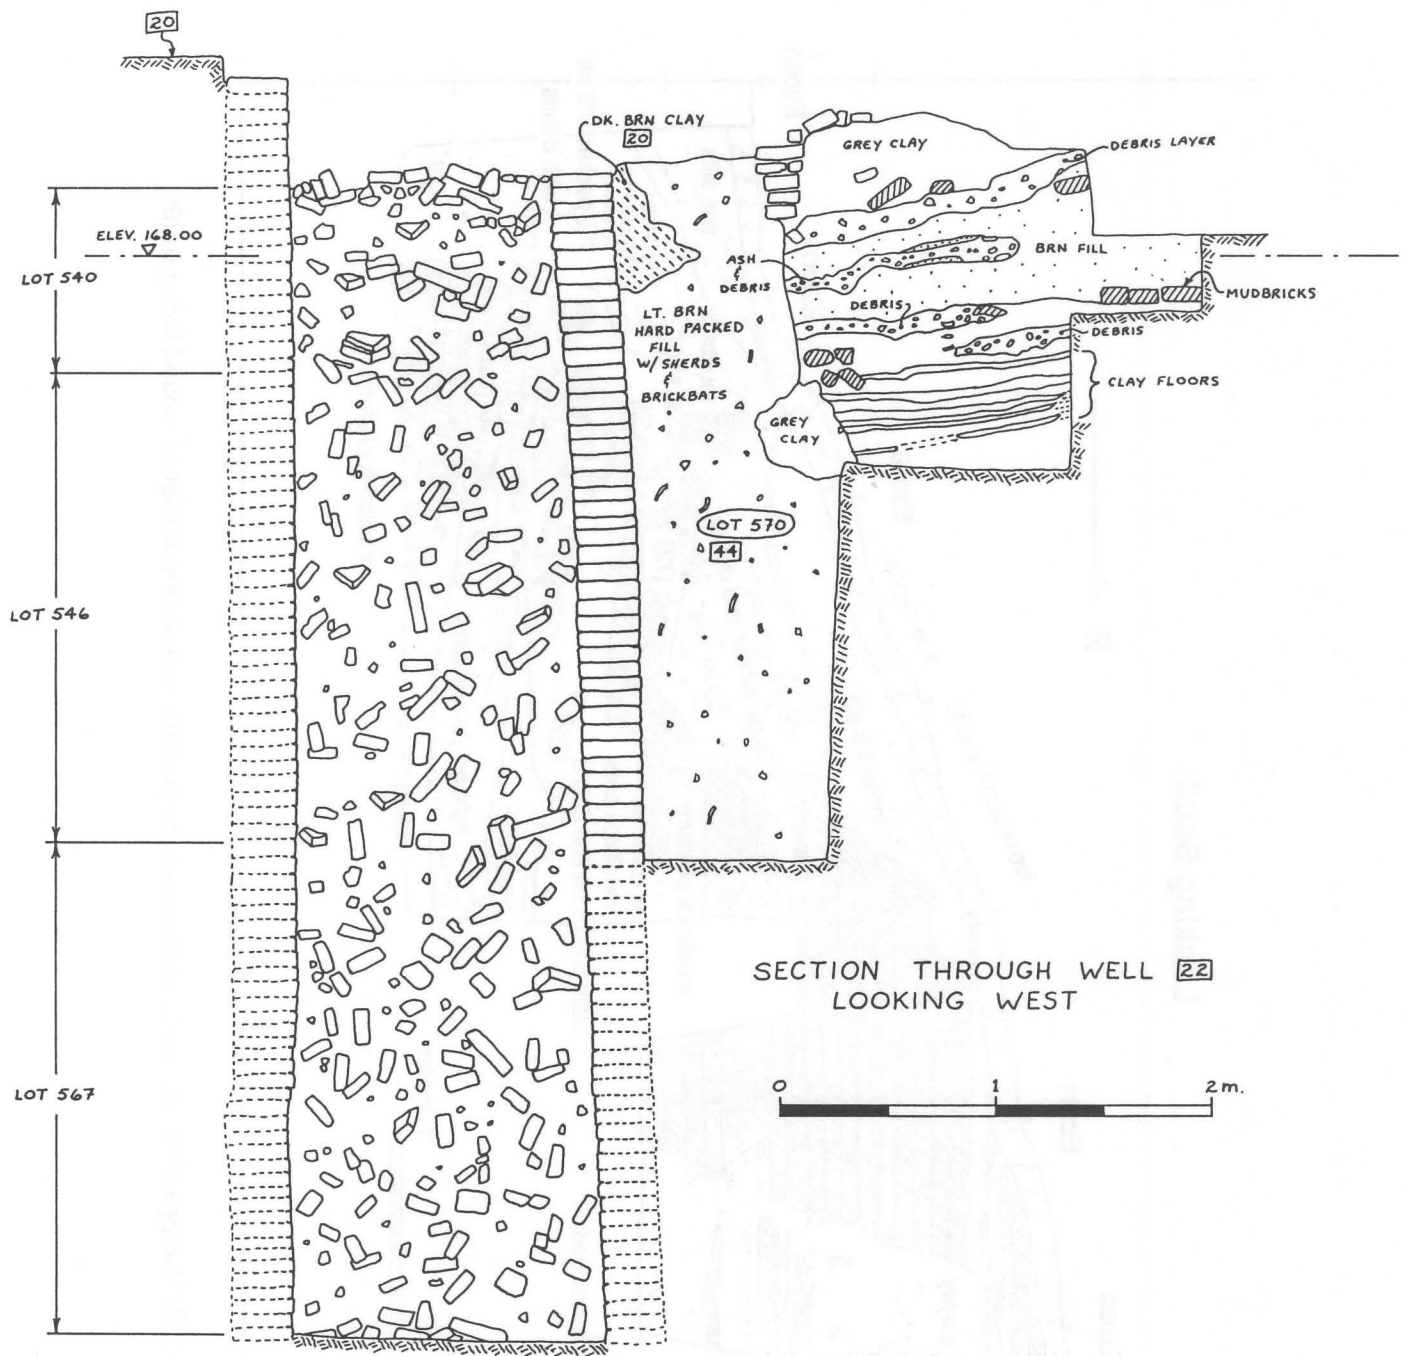 20
DK. BRN CLAY
20
GREY CLAY
DEBRIS LAYER
ELEV. 168.00
LOT 540
ASH
&
DEBRIS
BRN FILL
MUDBRICKS
DEBRIS
DEBRIS
LT. BRN
HARD PACKED
FILL
W/ SHERDS
&
BRICKBATS
CLAY FLOORS
GREY
CLAY
LOT 570
44
LOT 546
SECTION THROUGH WELL 22
LOOKING WEST
0 1 2 m.
LOT 567